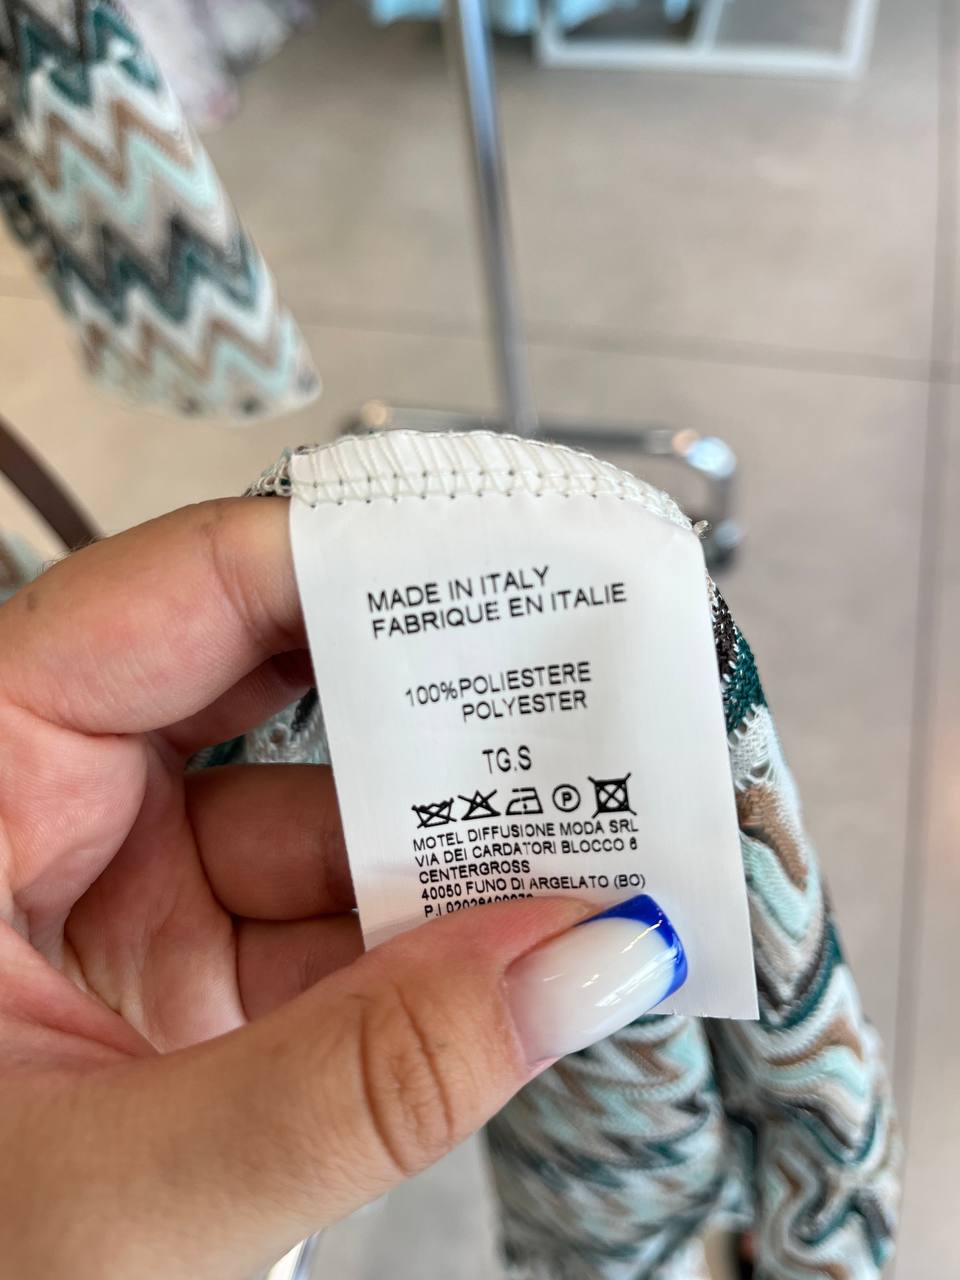 MADE IN ITALY
FABRIQUE EN ITALIE
100%POLIESTERE
POLYESTER
TG.S
P
MOTEL DIFFUSIONE MODA SRL
VIA DEI CARDATORI BLOCCO 6
CENTERGROSS
40050 FUNO DI ARGELATO (BO)
P.I